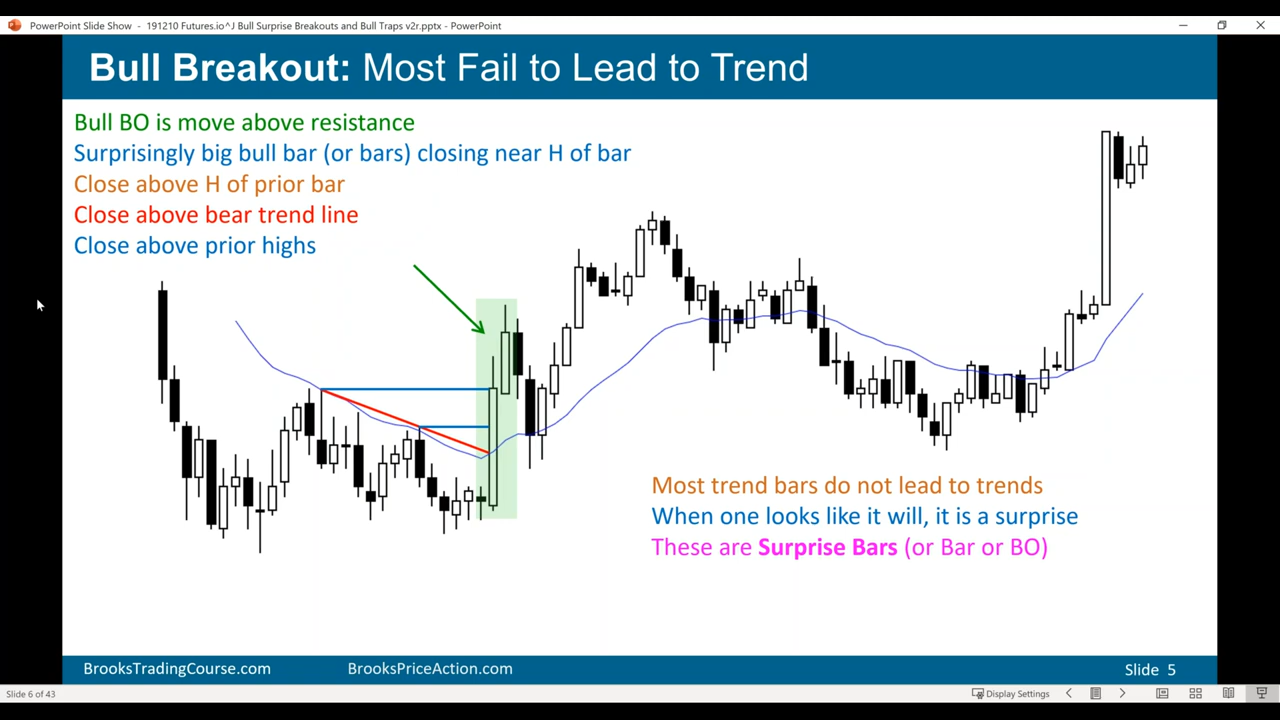 PowerPoint Slide Show - 191210 Futures.io^J Bull Surprise Breakouts and Bull Traps v2r.pptx - PowerPoint
Bull Breakout: Most Fail to Lead to Trend
Bull BO is move above resistance
Surprisingly big bull bar (or bars) closing near H of bar
Close above H of prior bar
Close above bear trend line
Close above prior highs
Most trend bars do not lead to trends
When one looks like it will, it is a surprise
These are Surprise Bars (or Bar or BO)
BrooksTradingCourse.com BrooksPriceAction.com Slide 5
Slide 6 of 43 Display Settings